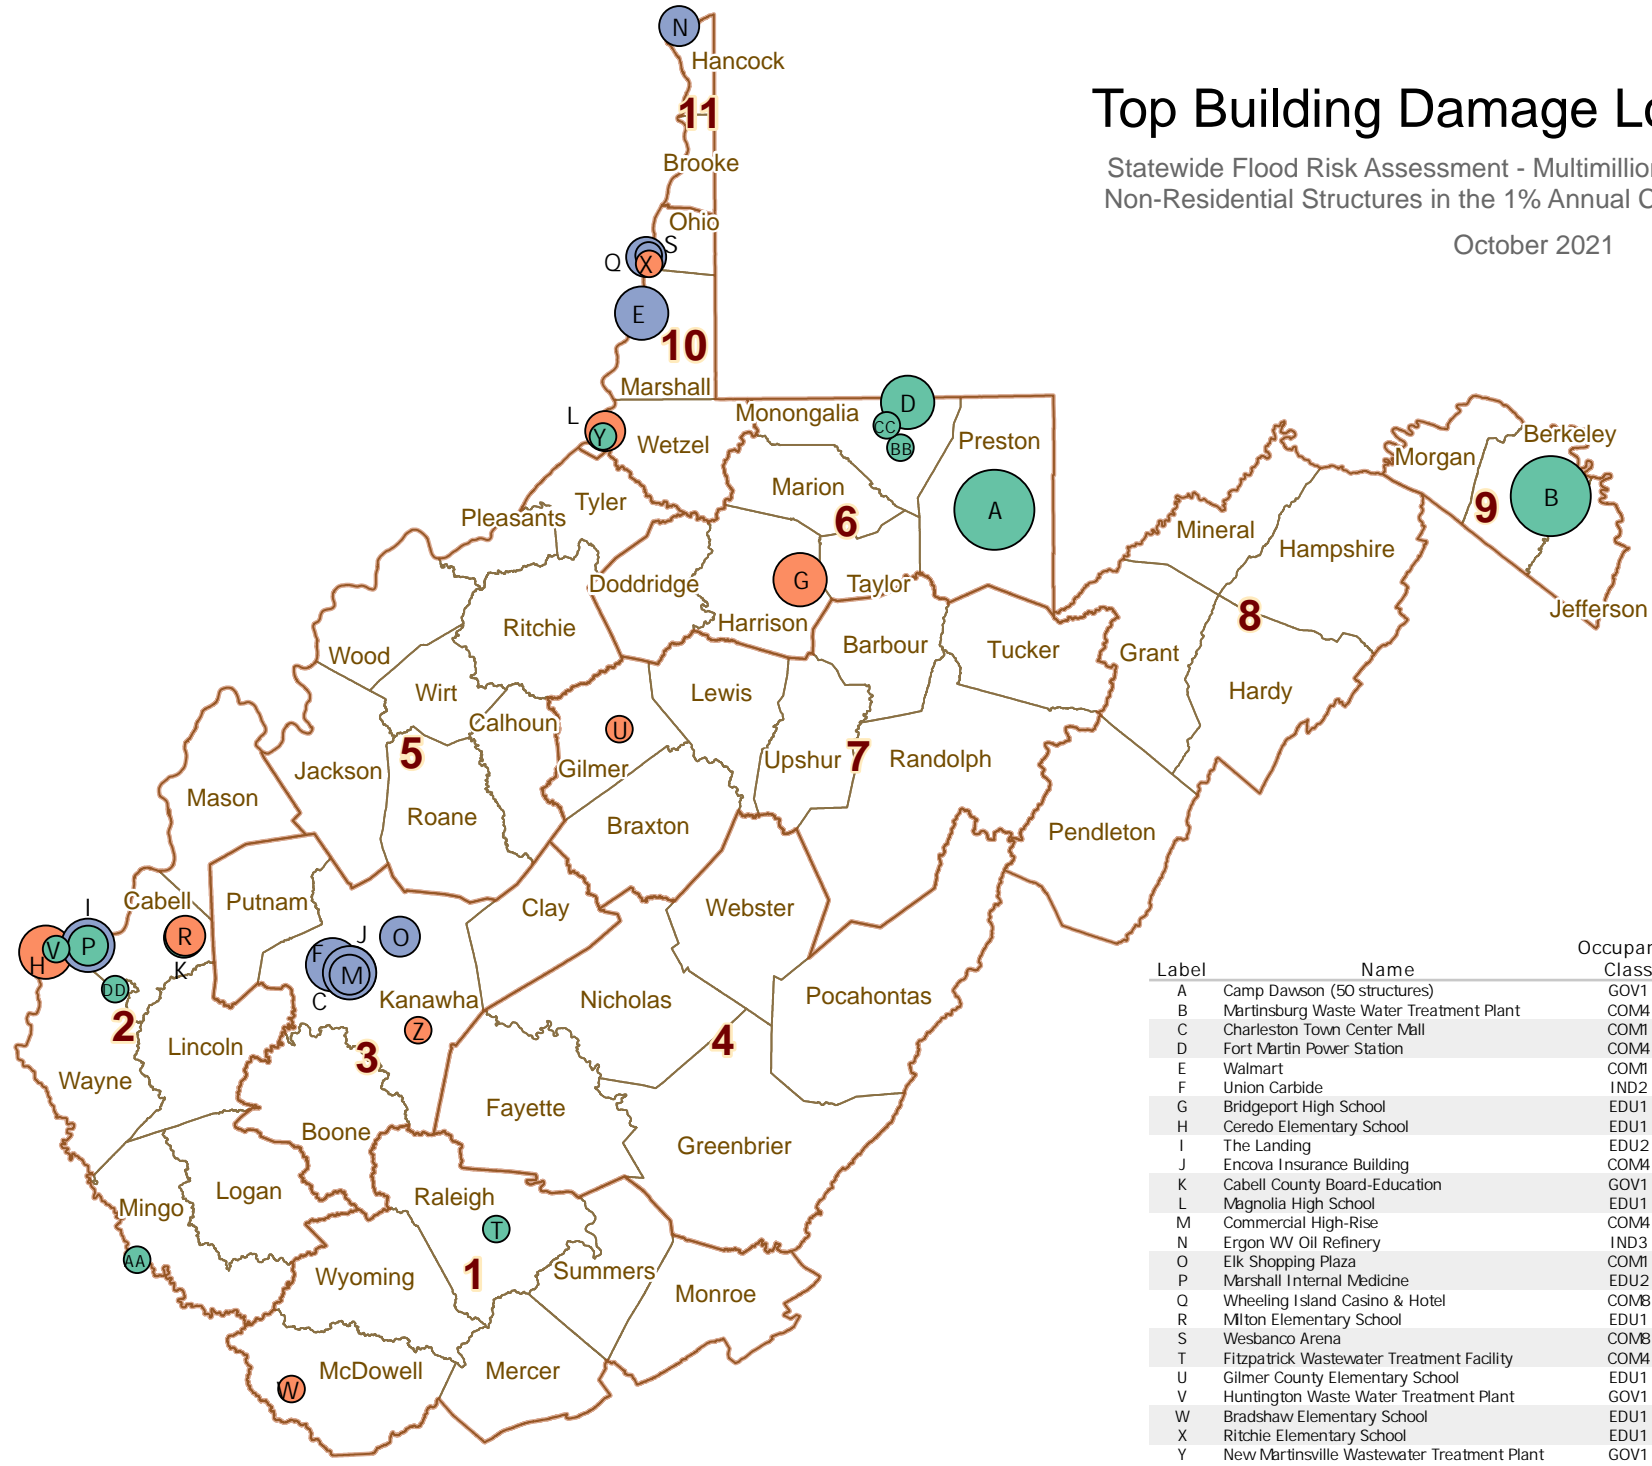 Top Building Damage Lo
Statewide Flood Risk Assessment - Multimillion
Non-Residential Structures in the 1% Annual C
October 2021
N
Hancock
11
Brooke
Ohio
S
Q
X
E
10
Marshall
L
Y
Wetzel
Monongalia
D
CC
BB
Preston
A
Marion
6
Tyler
Pleasants
Doddridge
G
Taylor
Harrison
Ritchie
Wood
Wirt
Calhoun
Barbour
Tucker
Lewis
U
Gilmer
Upshur
7
Randolph
Braxton
5
Jackson
Roane
Mason
Mineral
Hampshire
8
Grant
Hardy
Pendleton
Morgan
Berkeley
9
B
Jefferson
I
Cabell
Putnam
V
P
H
R
K
DD
2
Lincoln
Wayne
J
F
O
M
C
Kanawha
Z
3
Boone
Clay
Webster
Nicholas
Pocahontas
4
Fayette
Greenbrier
Mingo
Logan
AA
Raleigh
T
1
Wyoming
Summers
Monroe
McDowell
W
Mercer
Occupan
Label Name Class
A Camp Dawson (50 structures) GOV1
B Martinsburg Waste Water Treatment Plant COM4
C Charleston Town Center Mall COM1
D Fort Martin Power Station COM4
E Walmart COM1
F Union Carbide IND2
G Bridgeport High School EDU1
H Ceredo Elementary School EDU1
I The Landing EDU2
J Encova Insurance Building COM4
K Cabell County Board-Education GOV1
L Magnolia High School EDU1
M Commercial High-Rise COM4
N Ergon WV Oil Refinery IND3
O Elk Shopping Plaza COM1
P Marshall Internal Medicine EDU2
Q Wheeling Island Casino & Hotel COM8
R Milton Elementary School EDU1
S Wesbanco Arena COM8
T Fitzpatrick Wastewater Treatment Facility COM4
U Gilmer County Elementary School EDU1
V Huntington Waste Water Treatment Plant GOV1
W Bradshaw Elementary School EDU1
X Ritchie Elementary School EDU1
Y New Martinsville Wastewater Treatment Plant GOV1